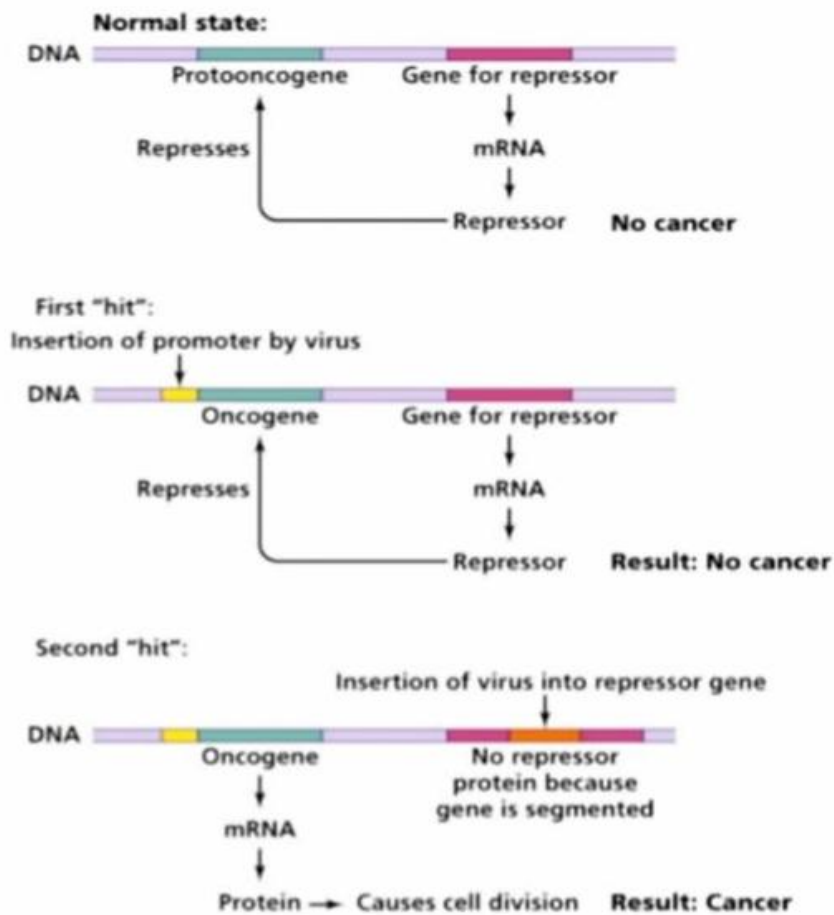 Normal state:
DNA
Protooncogene Gene for repressor
Represses mRNA
Repressor No cancer
First "hit":
Insertion of promoter by virus
DNA
Oncogene Gene for repressor
Represses mRNA
Repressor Result: No cancer
Second "hit":
Insertion of virus into repressor gene
DNA
Oncogene No repressor
protein because
gene is segmented
mRNA
Protein Causes cell division Result: Cancer